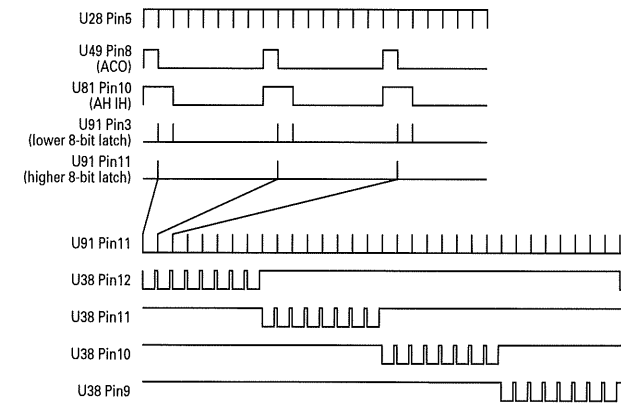 U28 Pin5
U49 Pin8
(ACO)
U81 Pin10
(AH IH)
U91 Pin3
(lower 8-bit latch)
U91 Pin11
(higher 8-bit latch)
U91 Pin11
U38 Pin12
U38 Pin11
U38 Pin10
U38 Pin9